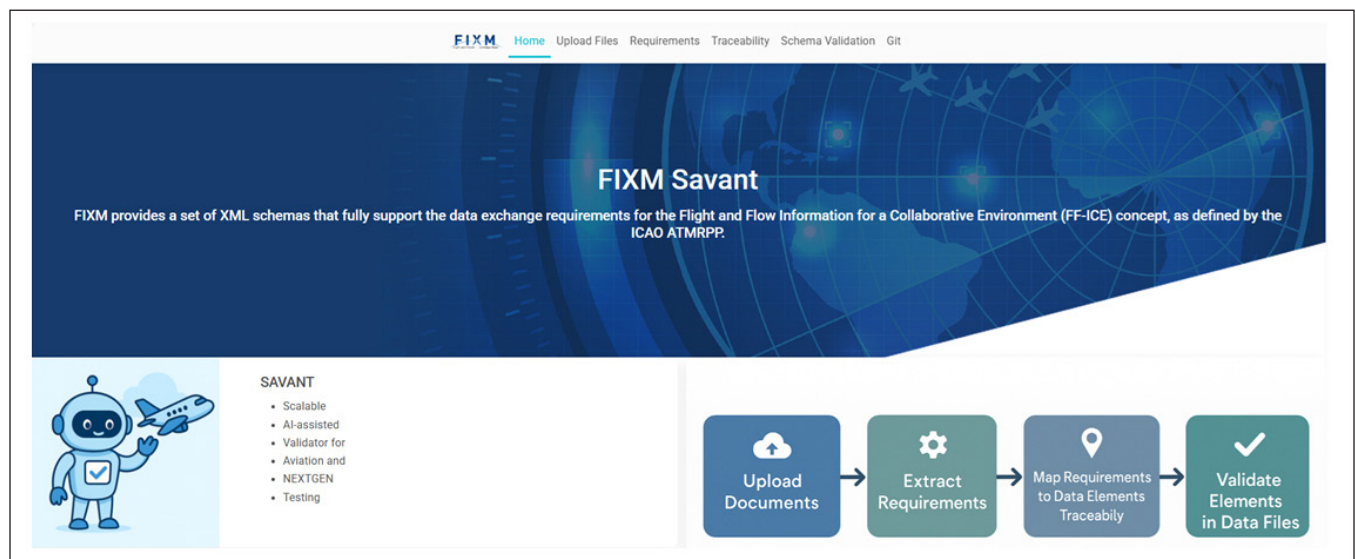 FIXM Home Upload Files Requirements Traceability Schema Validation Git
FIXM Savant
FIXM provides a set of XML schemas that fully support the data exchange requirements for the Flight and Flow Information for a Collaborative Environment (FF-ICE) concept, as defined by the
ICAO ATMRPP.
SAVANT
• Scalable
• AI-assisted
• Validator for
• Aviation and
• NEXTGEN
• Testing
Upload
Documents
Extract
Requirements
Map Requirements
to Data Elements
Traceabily
Validate
Elements
in Data Files